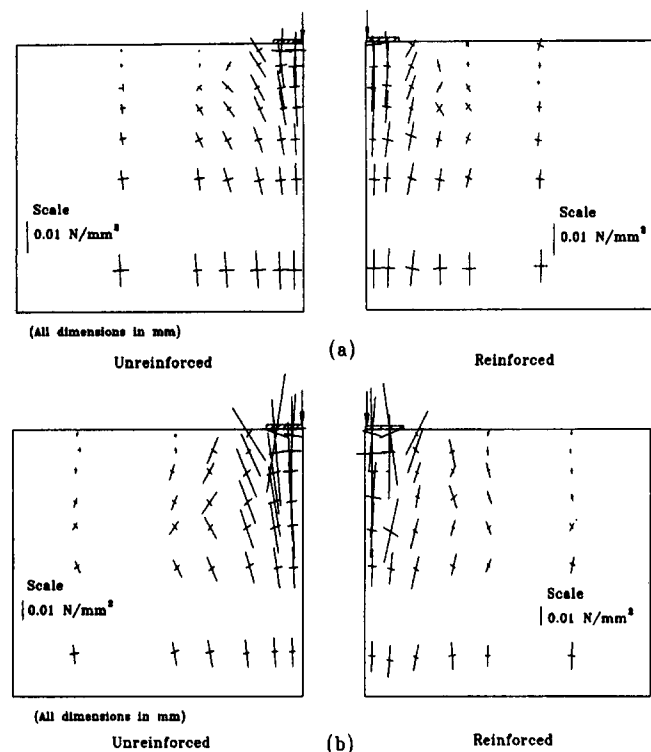 Scale
0.01 N/mm²
Scale
0.01 N/mm²
(All dimensions in mm)
Unreinforced
(a)
Reinforced
Scale
0.01 N/mm²
Scale
0.01 N/mm²
(All dimensions in mm)
Unreinforced
(b)
Reinforced